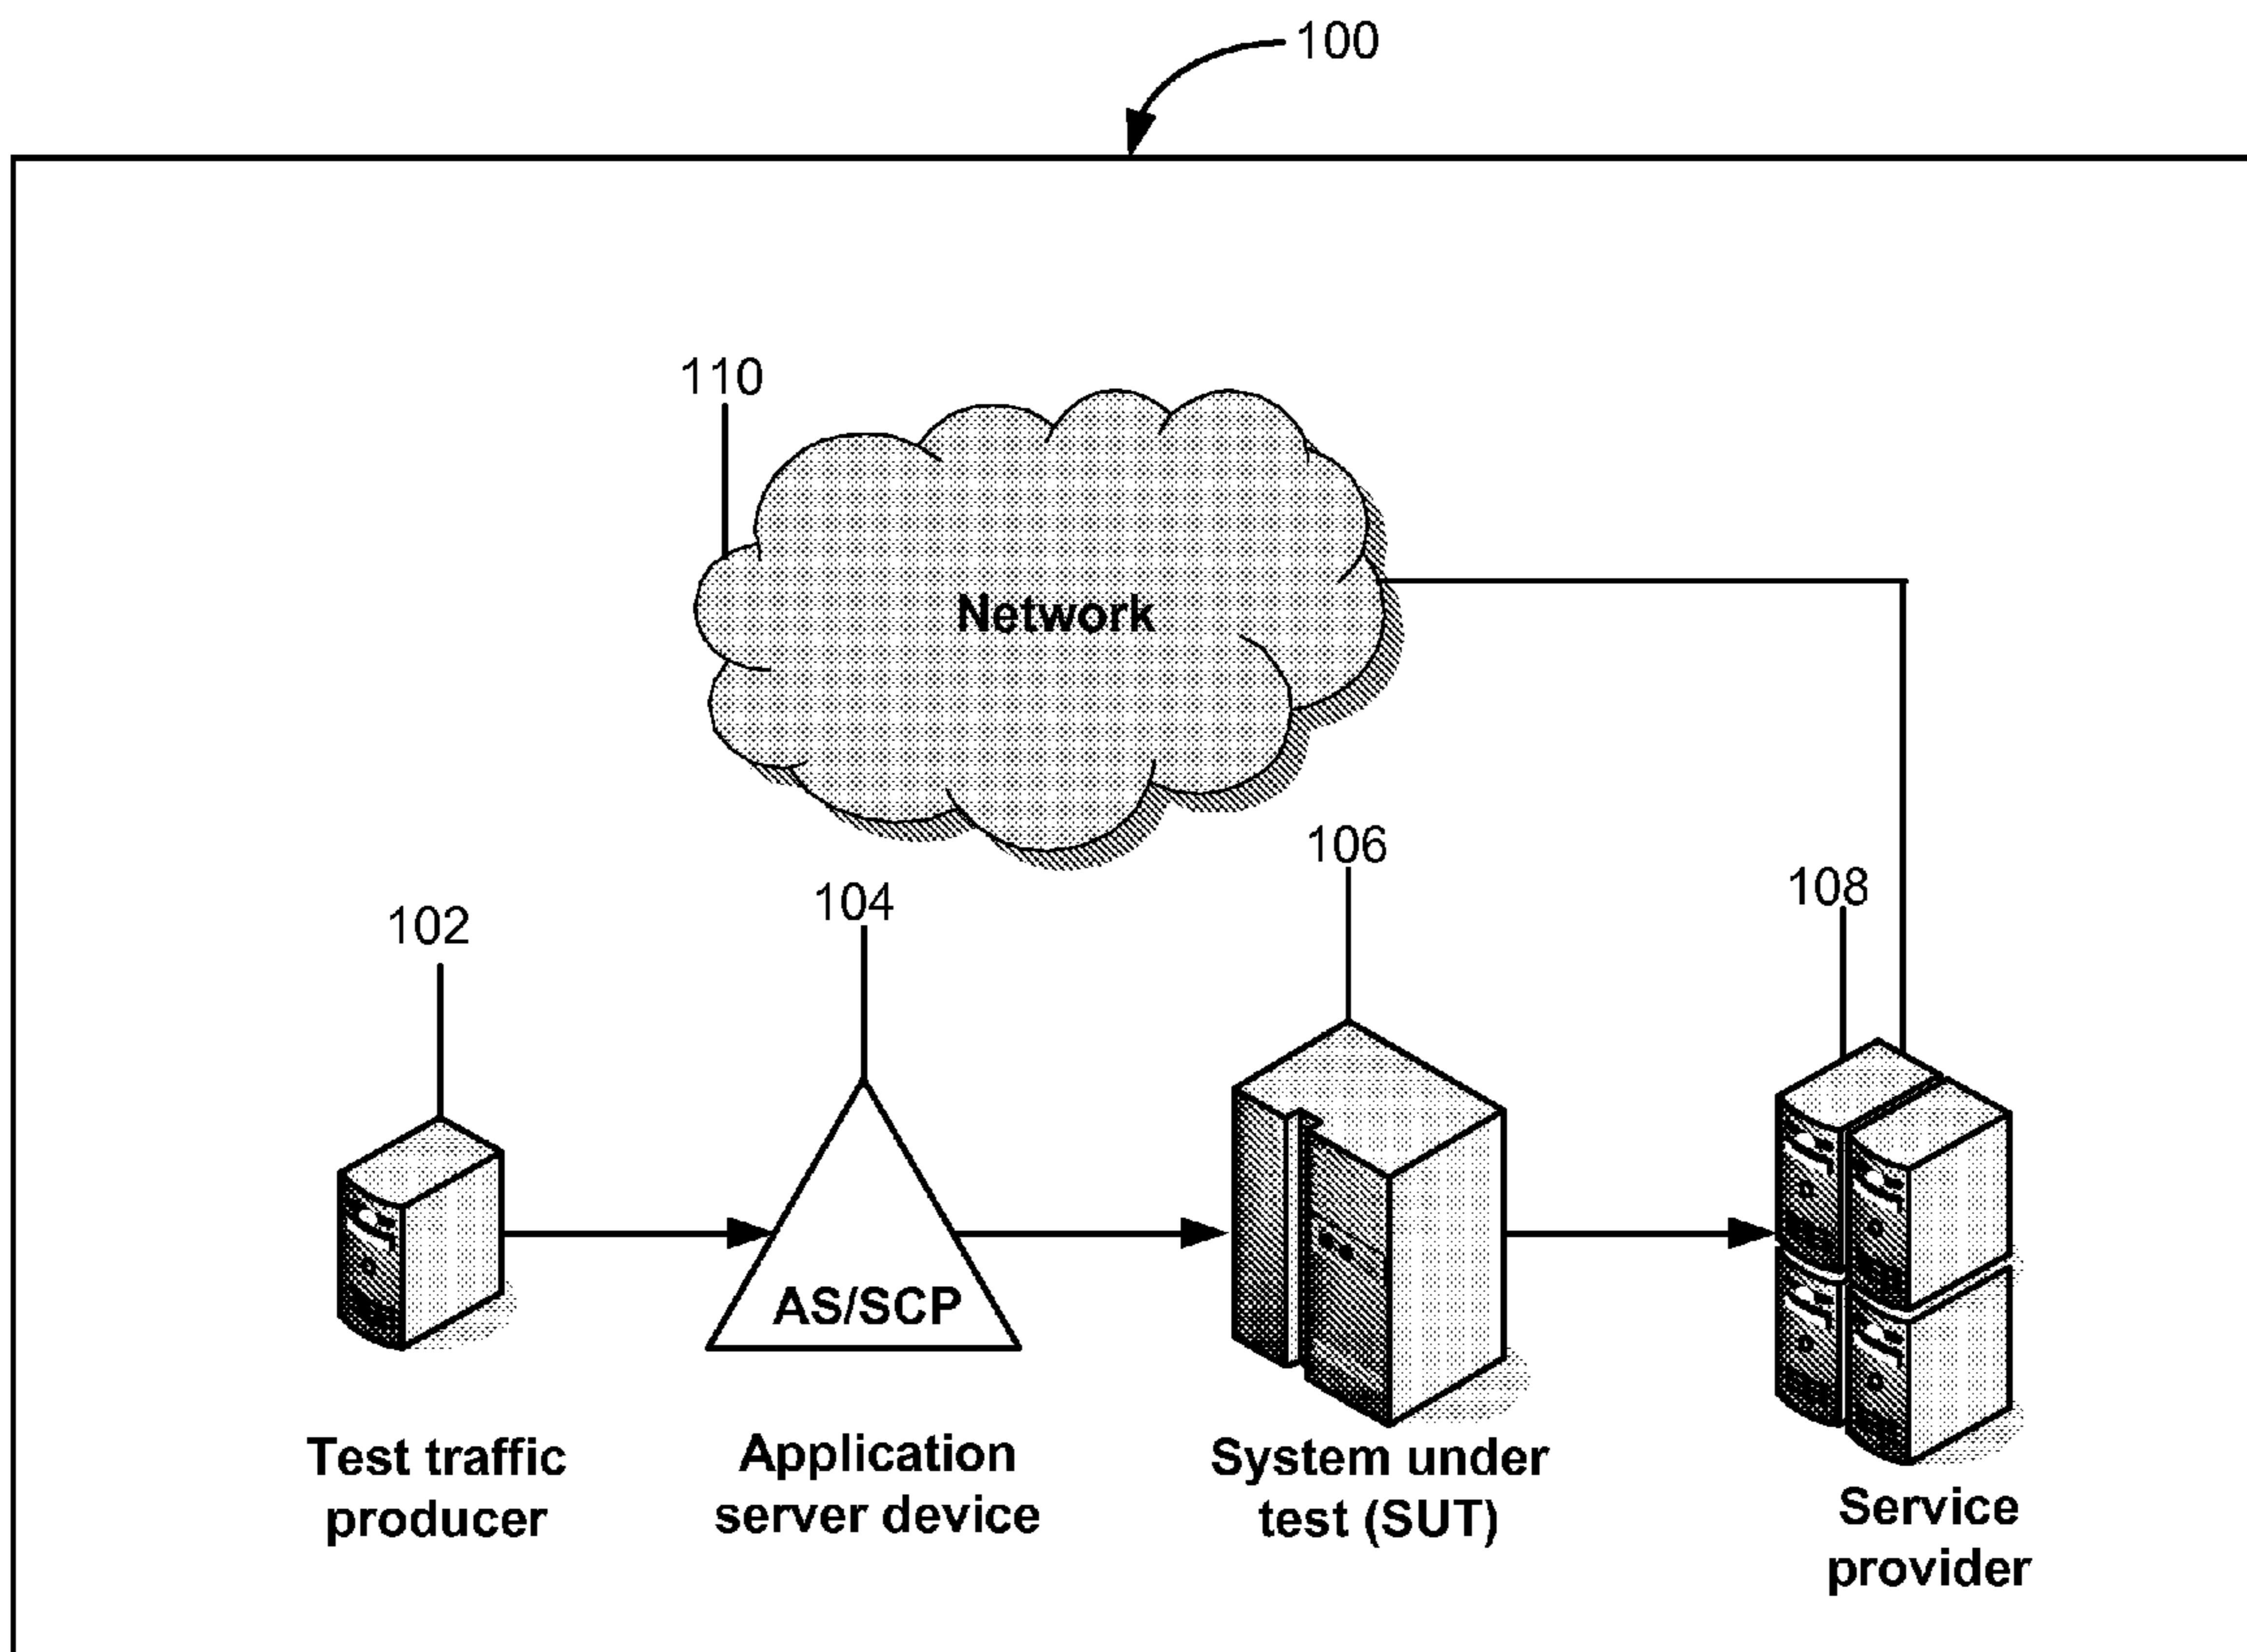 100
110
Network
106
108
104
102
AS/SCP
Test traffic
producer
Application
server device
System under
test (SUT)
Service
provider